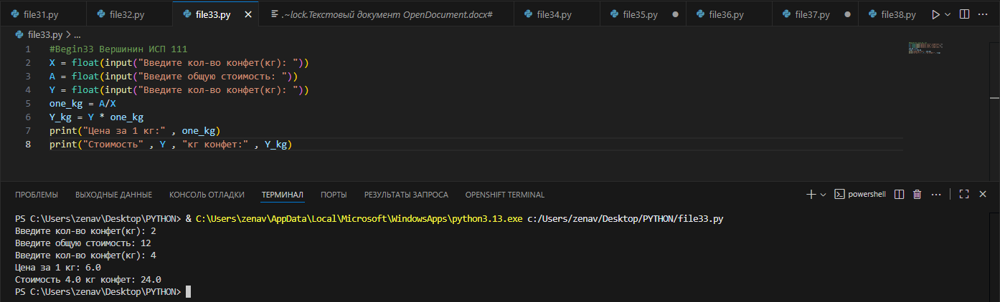 file31.py file32.py file33.py .~lock.Текстовый документ OpenDocument.docx# file34.py file35.py file36.py file37.py file38.py
file33.py > ...
1 #Begin33 Вершинин ИСП 111
2 X = float(input("Введите кол-во конфет(кг): "))
3 A = float(input("Введите общую стоимость: "))
4 Y = float(input("Введите кол-во конфет(кг): "))
5 one_kg = A/X
6 Y_kg = Y * one_kg
7 print("Цена за 1 кг:" , one_kg)
8 print("Стоимость" , Y , "кг конфет:" , Y_kg)
ПРОБЛЕМЫ ВЫХОДНЫЕ ДАННЫЕ КОНСОЛЬ ОТЛАДКИ ТЕРМИНАЛ ПОРТЫ РЕЗУЛЬТАТЫ ЗАПРОСА OPENSHIFT TERMINAL powershell
PS C:\Users\zenav\Desktop\PYTHON> & C:\Users\zenav\AppData\Local\Microsoft\WindowsApps\python3.13.exe c:/Users/zenav/Desktop/PYTHON/file33.py
Введите кол-во конфет(кг): 2
Введите общую стоимость: 12
Введите кол-во конфет(кг): 4
Цена за 1 кг: 6.0
Стоимость 4.0 кг конфет: 24.0
PS C:\Users\zenav\Desktop\PYTHON>